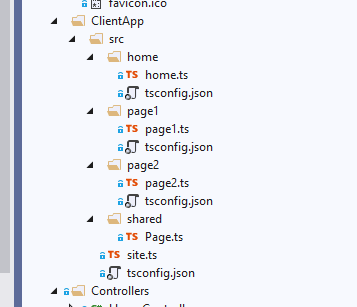 favicon.ico
ClientApp
src
home
TS home.ts
tsconfig.json
page1
TS page1.ts
tsconfig.json
page2
TS page2.ts
tsconfig.json
shared
TS Page.ts
TS site.ts
tsconfig.json
Controllers